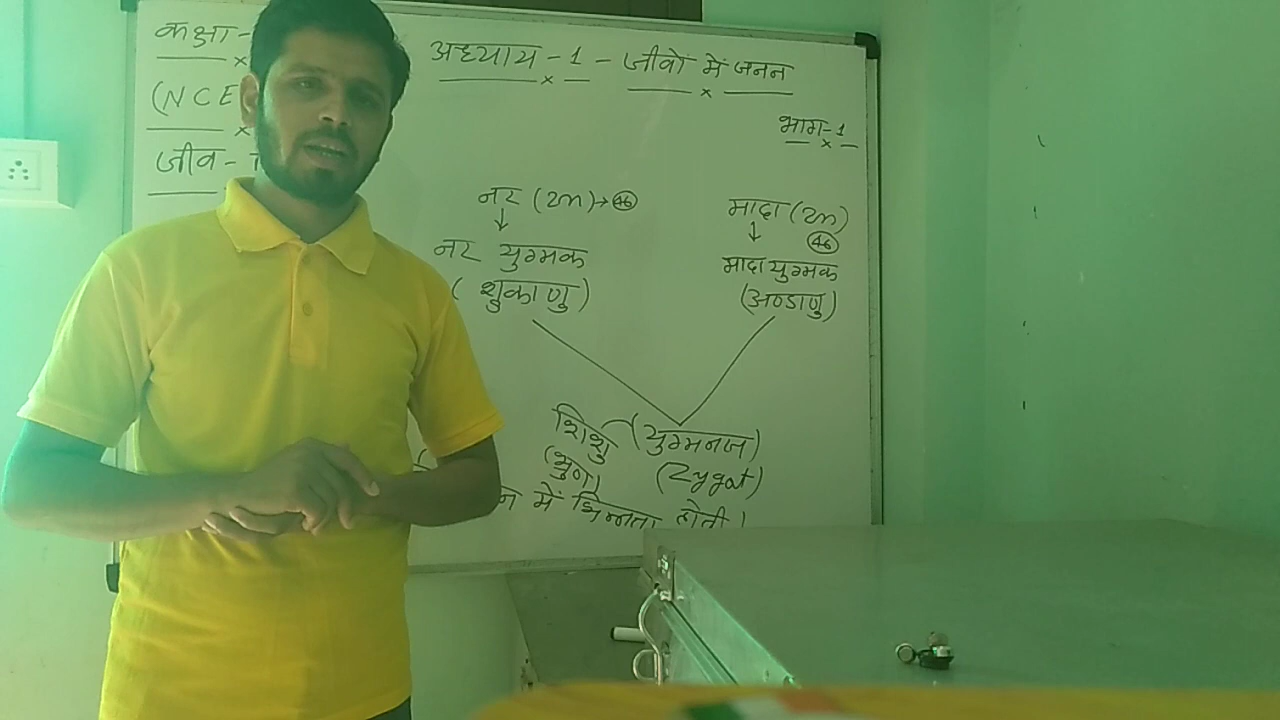 कक्षा-
अध्याय-1 - जीवों में जनन
(NCE
भाग-1
जीव-
नर (2n)→46
मादा (2n)
↓
↓
46
नर युग्मक
मादा युग्मक
(शुक्राणु)
(अण्डाणु)
शिशु
(युग्मनज)
(भ्रुण)
(Zygot)
में भिन्नता होती।